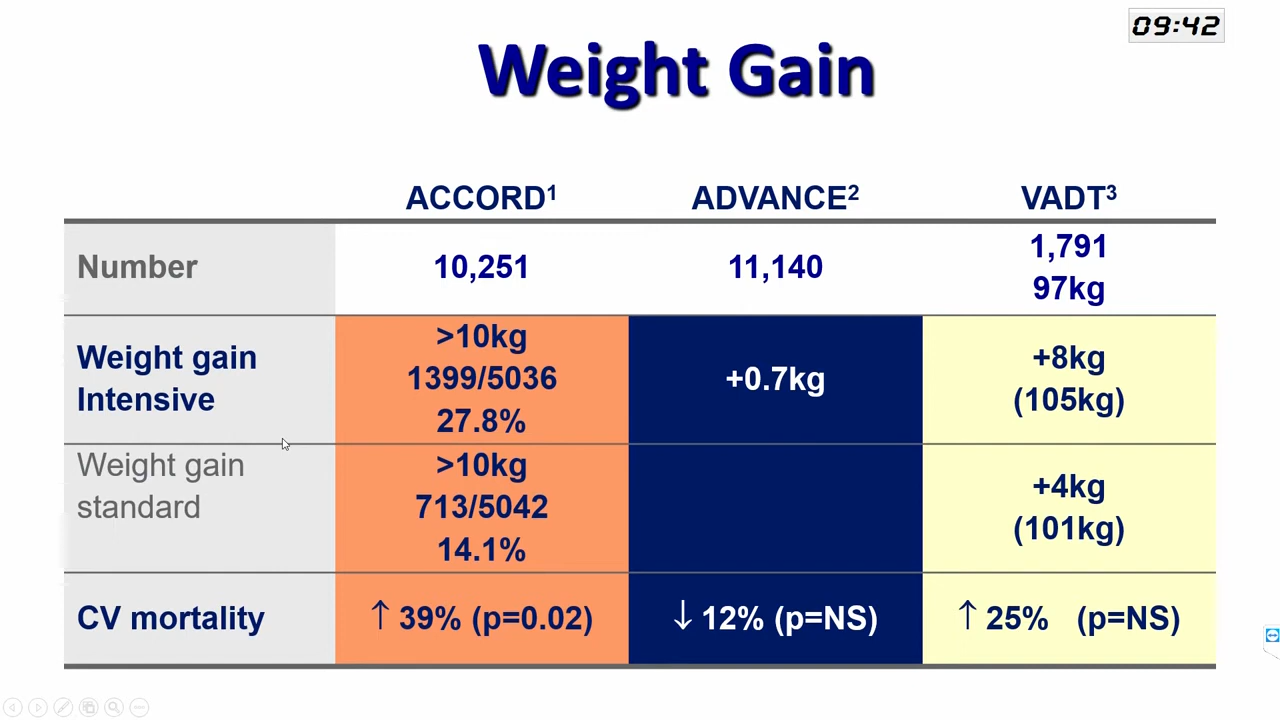 09:42
Weight Gain
ACCORD¹ ADVANCE² VADT³
Number 10,251 11,140 1,791
97kg
Weight gain
Intensive
>10kg
1399/5036
27.8%
+0.7kg
+8kg
(105kg)
Weight gain
standard
>10kg
713/5042
14.1%
+4kg
(101kg)
CV mortality ↑ 39% (p=0.02) ↓ 12% (p=NS) ↑ 25% (p=NS)